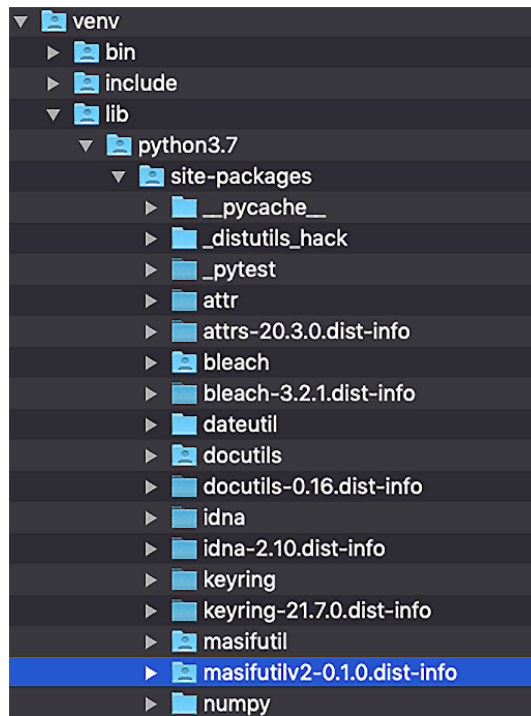 venv
bin
include
lib
python3.7
site-packages
__pycache__
_distutils_hack
_pytest
attr
attrs-20.3.0.dist-info
bleach
bleach-3.2.1.dist-info
dateutil
docutils
docutils-0.16.dist-info
idna
idna-2.10.dist-info
keyring
keyring-21.7.0.dist-info
masifutil
masifutilv2-0.1.0.dist-info
numpy